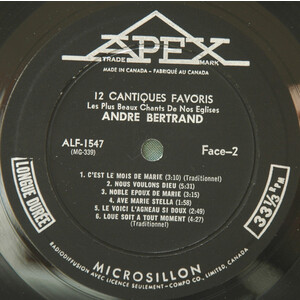 APEX
TRADE MARK
MADE IN CANADA - FABRIQUÉ AU CANADA
12 CANTIQUES FAVORIS
Les Plus Beaux Chants De Nos Eglises
ANDRE BERTRAND
ALF-1547
(MG-339)
Face-2
LONGUE DURÉE
33⅓ RPM
1. C'EST LE MOIS DE MARIE (3:10) (Traditionnel)
2. NOUS VOULONS DIEU (5:31)
3. NOBLE EPOUX DE MARIE (3:15)
4. AVE MARIE STELLA (1:58)
5. LE VOICI L'AGNEAU SI DOUX (2:49)
6. LOUE SOIT A TOUT MOMENT (4:27)
(Traditionnel)
MICROSILLON
RADIODIFFUSION AVEC LICENCE SEULEMENT - COMPO CO., LIMITED, CANADA